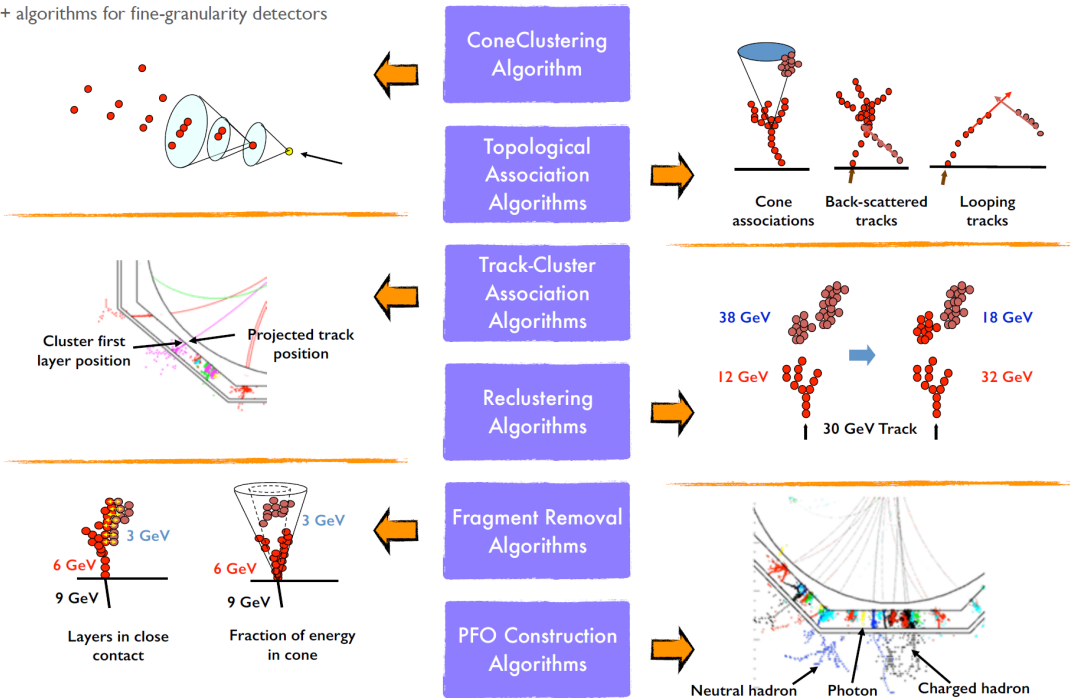 + algorithms for fine-granularity detectors
ConeClustering
Algorithm
Topological
Association
Algorithms
Cone
associations
Back-scattered
tracks
Looping
tracks
Track-Cluster
Association
Algorithms
Cluster first
layer position
Projected track
position
38 GeV
18 GeV
12 GeV
32 GeV
30 GeV Track
Reclustering
Algorithms
Fragment Removal
Algorithms
3 GeV
6 GeV
9 GeV
Layers in close
contact
3 GeV
6 GeV
9 GeV
Fraction of energy
in cone
PFO Construction
Algorithms
Neutral hadron
Photon
Charged hadron